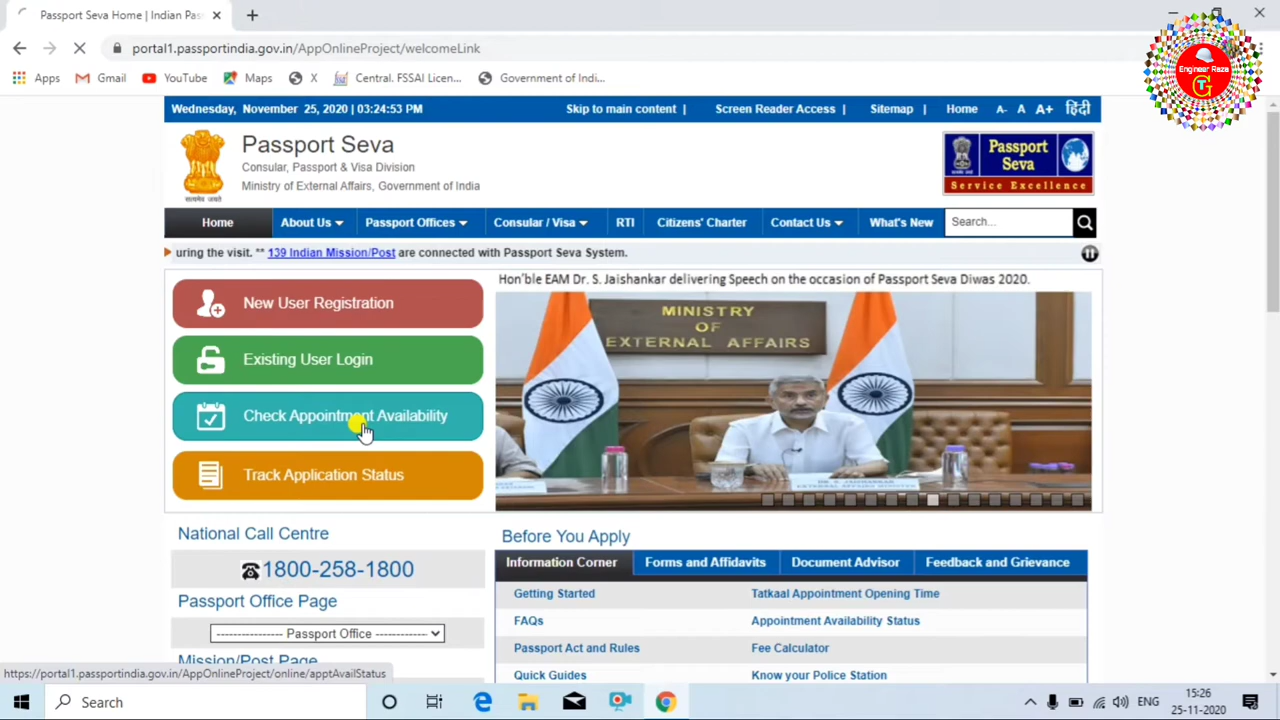 Passport Seva Home | Indian Pas
portal1.passportindia.gov.in/AppOnlineProject/welcomeLink
Apps Gmail YouTube Maps X Central. FSSAI Licen... Government of Indi...
Engineer Raza
Wednesday, November 25, 2020 | 03:24:53 PM Skip to main content | Screen Reader Access | Sitemap | Home A- A A+ हिंदी
Passport Seva
Consular, Passport & Visa Division
Ministry of External Affairs, Government of India
सत्यमेव जयते
Passport
Seva
Service Excellence
Home About Us Passport Offices Consular / Visa RTI Citizens' Charter Contact Us What's New Search...
uring the visit. ** 139 Indian Mission/Post are connected with Passport Seva System.
Hon'ble EAM Dr. S. Jaishankar delivering Speech on the occasion of Passport Seva Diwas 2020.
MINISTRY
OF
EXTERNAL AFFAIRS
DR. S. JAISHANKAR
New User Registration
Existing User Login
Check Appointment Availability
Track Application Status
National Call Centre
1800-258-1800
Passport Office Page
---------------- Passport Office ----------------
Mission/Post Page
Before You Apply
Information Corner Forms and Affidavits Document Advisor Feedback and Grievance
Getting Started Tatkaal Appointment Opening Time
FAQs Appointment Availability Status
Passport Act and Rules Fee Calculator
Quick Guides Know your Police Station
https://portal1.passportindia.gov.in/AppOnlineProject/online/apptAvailStatus
Search
ENG
15:26
25-11-2020